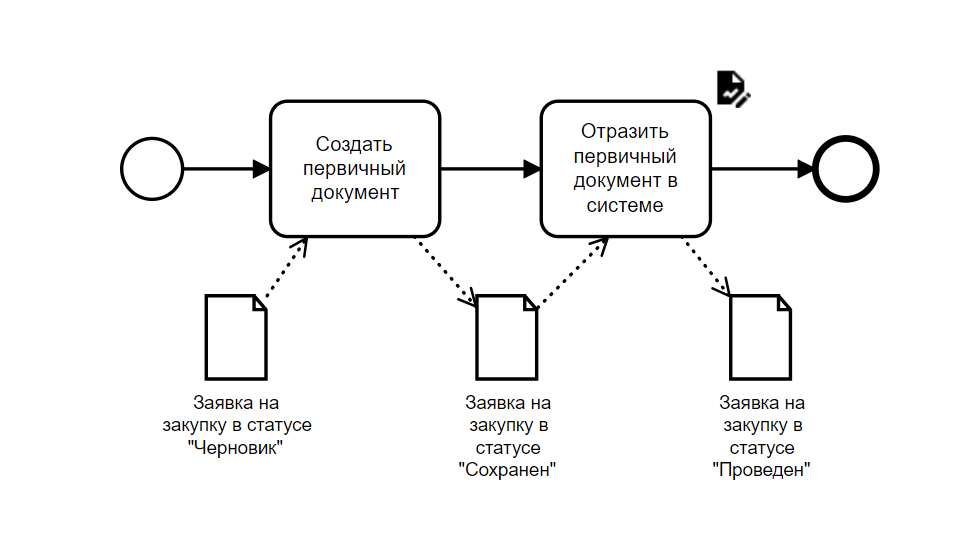 Создать
первичный
документ
Отразить
первичный
документ в
системе
Заявка на
закупку в статусе
"Черновик"
Заявка на
закупку в
статусе
"Сохранен"
Заявка на
закупку в
статусе
"Проведен"